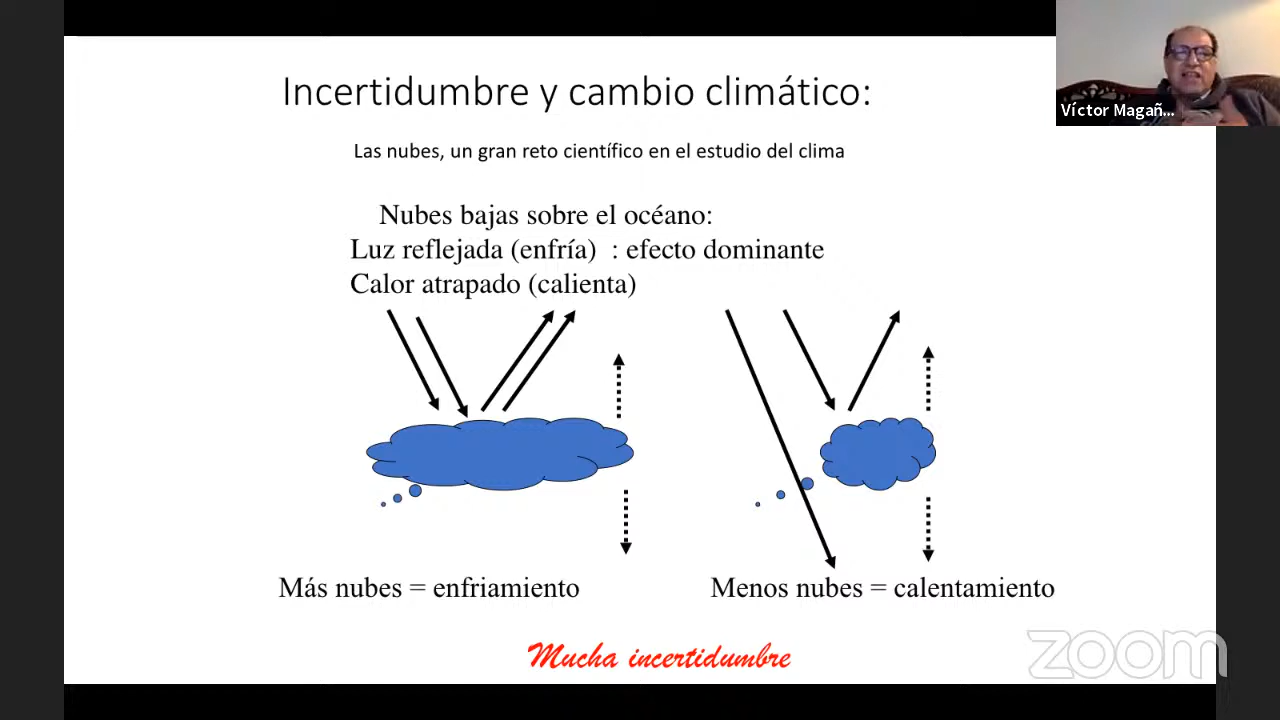 Incertidumbre y cambio climático:
Las nubes, un gran reto científico en el estudio del clima
Nubes bajas sobre el océano:
Luz reflejada (enfría) : efecto dominante
Calor atrapado (calienta)
Más nubes = enfriamiento
Menos nubes = calentamiento
Mucha incertidumbre
Víctor Magañ...
zoom